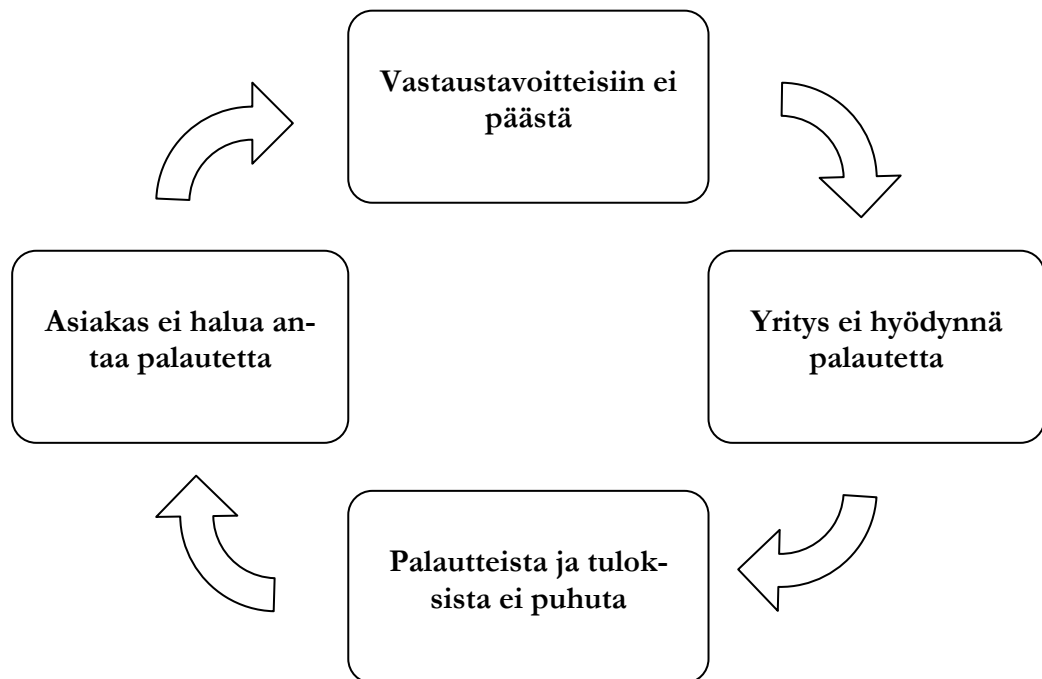 Vastaustavoitteisiin ei
päästä
Asiakas ei halua an-
taa palautetta
Yritys ei hyödynnä
palautetta
Palautteista ja tulok-
sista ei puhuta